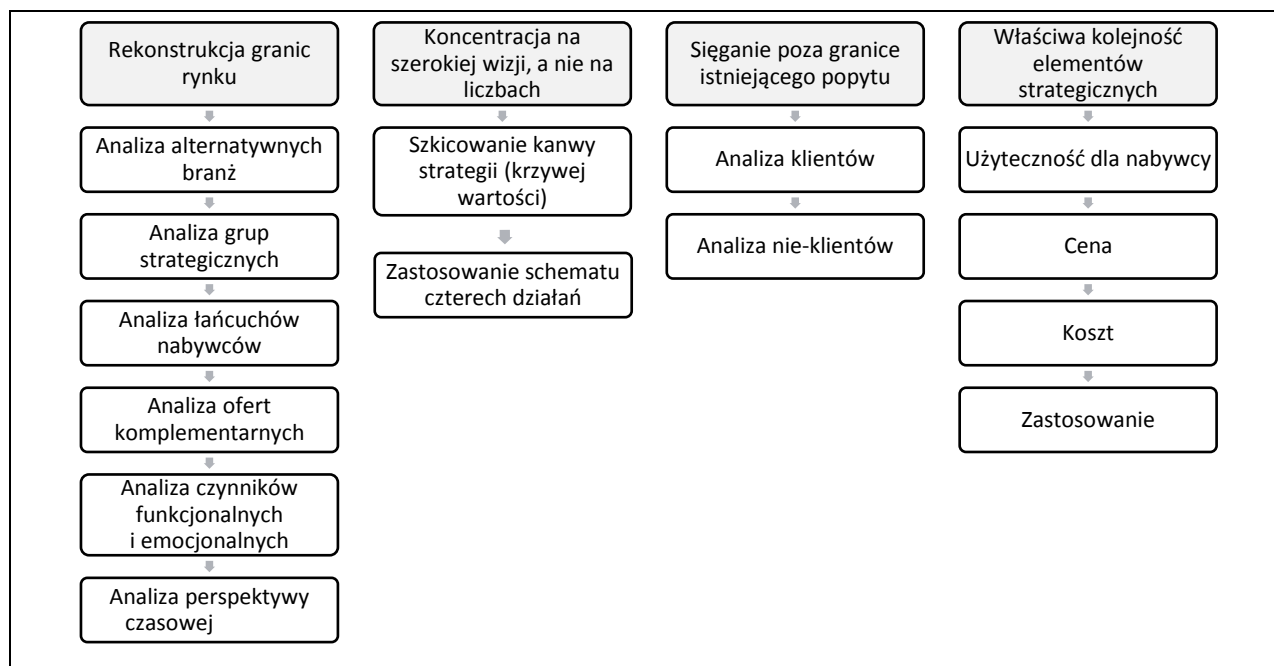 Rekonstrukcja granic
rynku
Analiza alternatywnych
branż
Analiza grup
strategicznych
Analiza łańcuchów
nabywców
Analiza ofert
komplementarnych
Analiza czynników
funkcjonalnych
i emocjonalnych
Analiza perspektywy
czasowej
Koncentracja na
szerokiej wizji, a nie na
liczbach
Szkicowanie kanwy
strategii (krzywej
wartości)
Zastosowanie schematu
czterech działań
Sięganie poza granice
istniejącego popytu
Analiza klientów
Analiza nie-klientów
Właściwa kolejność
elementów
strategicznych
Użyteczność dla nabywcy
Cena
Koszt
Zastosowanie